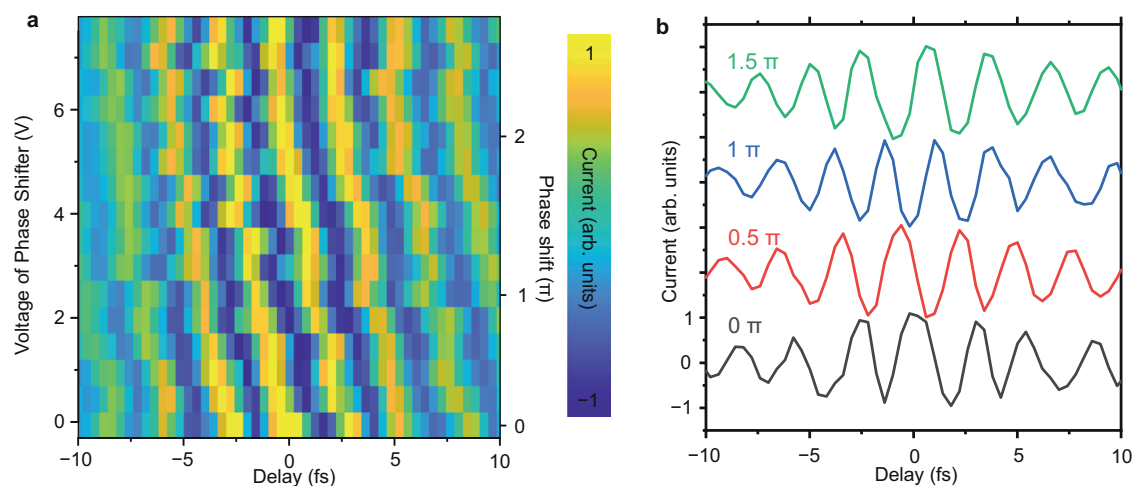 a
Voltage of Phase Shifter (V)
6
4
2
0
−10
−5
0
5
10
Delay (fs)
2
1
0
Phase shift (π)
1
Current (arb. units)
−1
b
Current (arb. units)
1.5 π
1 π
0.5 π
0 π
1
0
−1
−10
−5
0
5
10
Delay (fs)